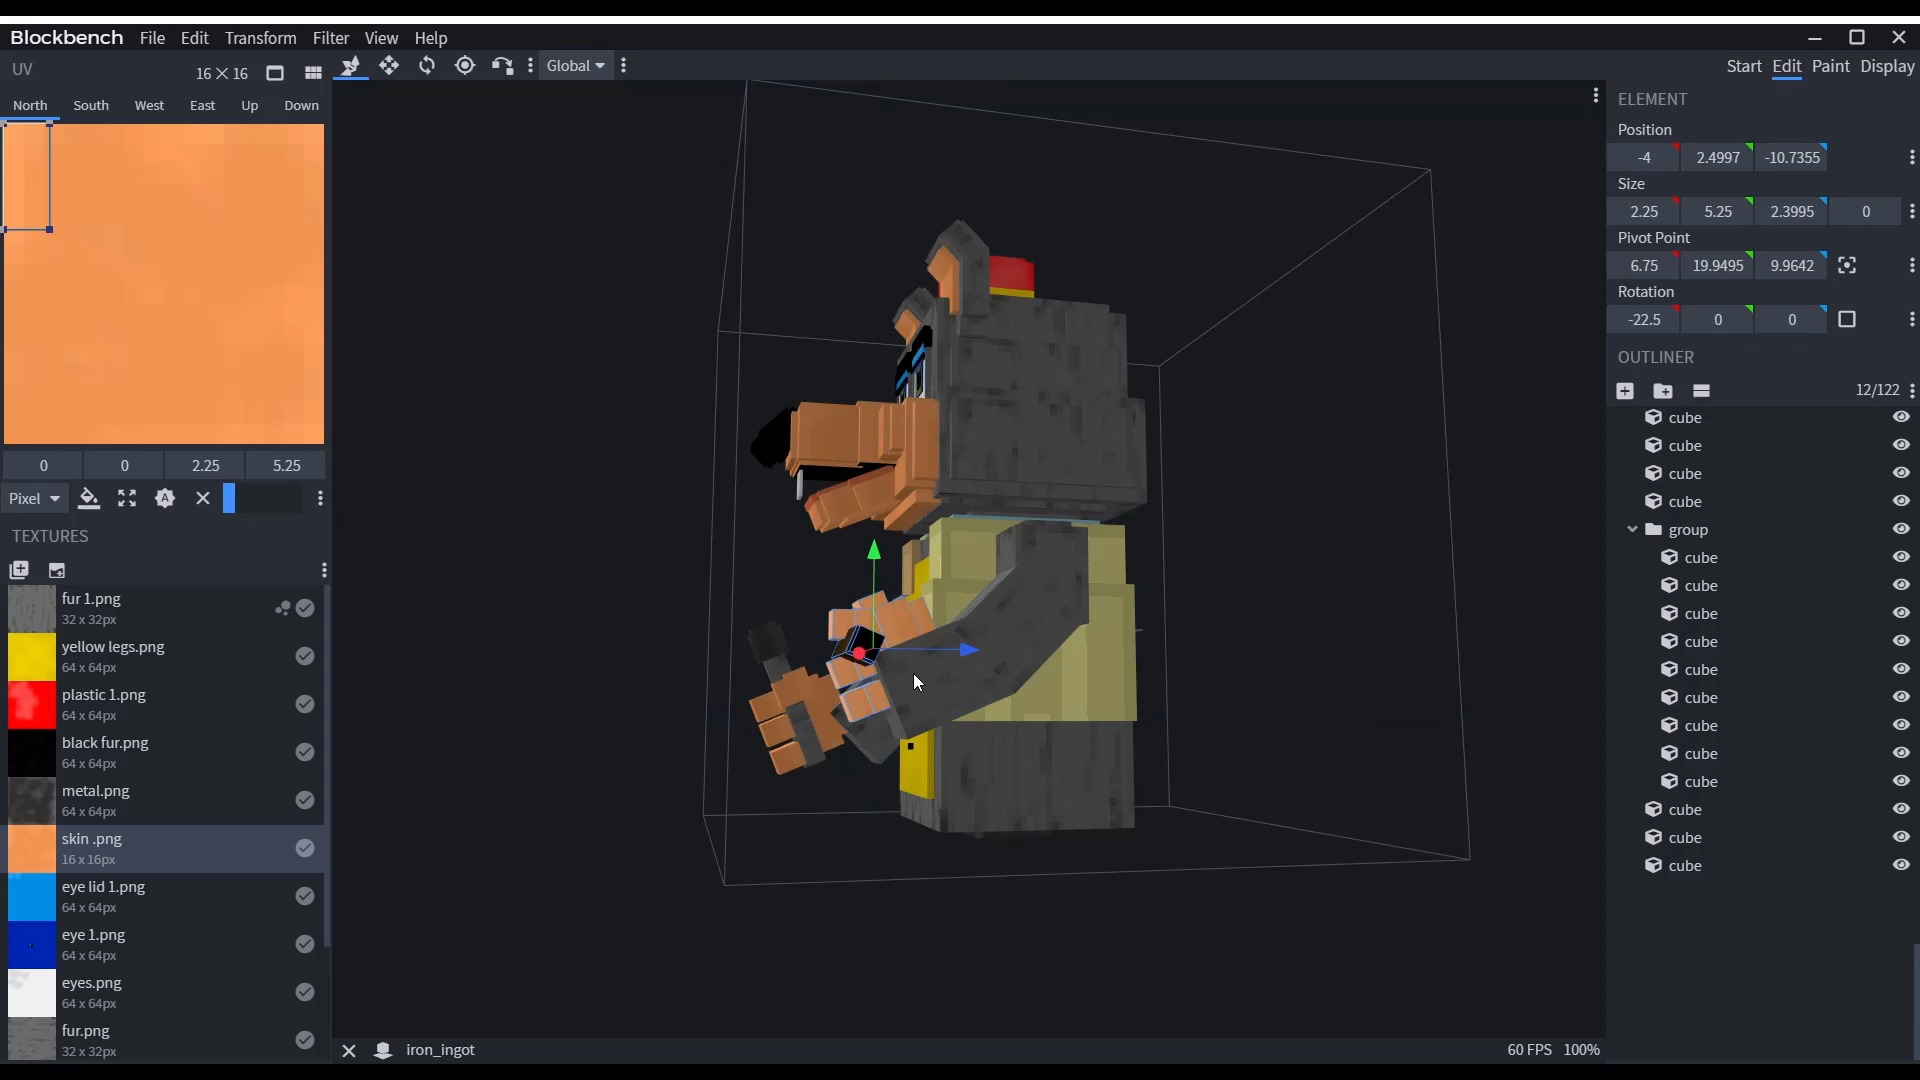 Blockbench File Edit Transform Filter View Help
UV
16 × 16
Global
Start Edit Paint Display
North South West East Up Down
ELEMENT
Position
-4 2.4997 -10.7355
Size
2.25 5.25 2.3995 0
Pivot Point
6.75 19.9495 9.9642
Rotation
-22.5 0 0
OUTLINER
12/122
cube
cube
cube
cube
group
cube
cube
cube
cube
cube
cube
cube
cube
cube
cube
cube
cube
0 0 2.25 5.25
Pixel
TEXTURES
fur 1.png
32 x 32px
yellow legs.png
64 x 64px
plastic 1.png
64 x 64px
black fur.png
64 x 64px
metal.png
64 x 64px
skin .png
16 x 16px
eye lid 1.png
64 x 64px
eye 1.png
64 x 64px
eyes.png
64 x 64px
fur.png
32 x 32px
iron_ingot
60 FPS 100%